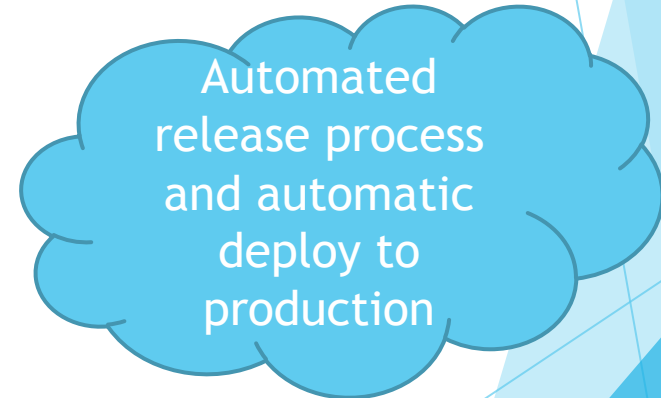 Automated
release process
and automatic
deploy to
production